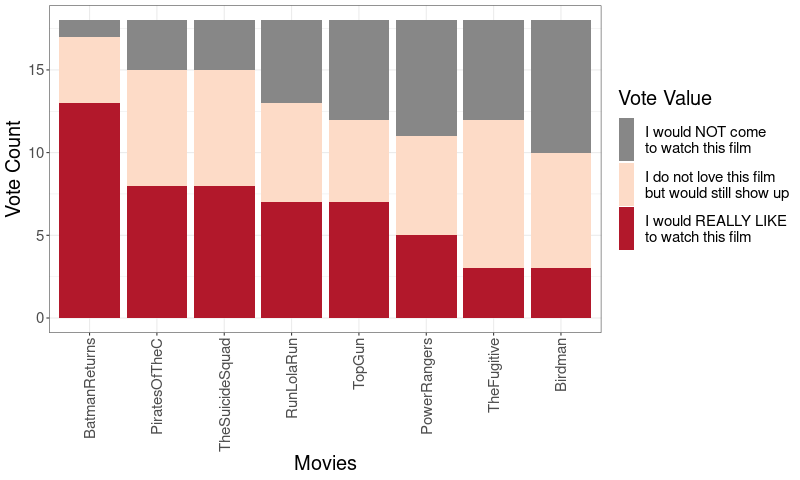 Vote Count
15
10
5
0
BatmanReturns
PiratesOfTheC
TheSuicideSquad
RunLolaRun
TopGun
PowerRangers
TheFugitive
Birdman
Movies
Vote Value
I would NOT come
to watch this film
I do not love this film
but would still show up
I would REALLY LIKE
to watch this film